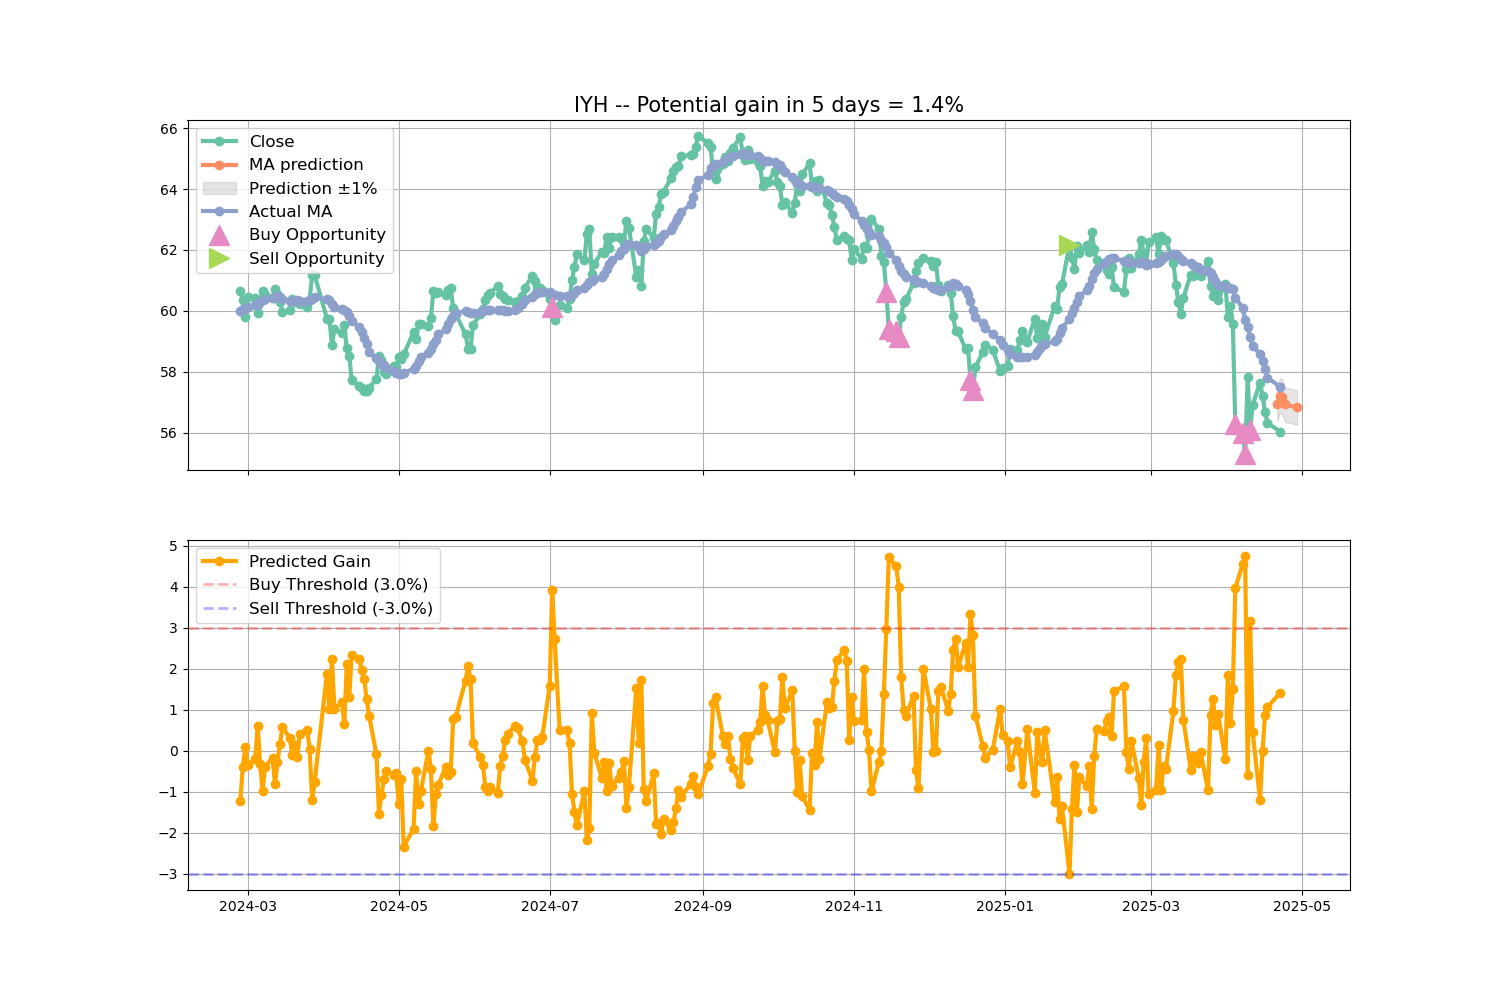 IYH -- Potential gain in 5 days = 1.4%
66
64
62
60
58
56
Close
MA prediction
Prediction ±1%
Actual MA
Buy Opportunity
Sell Opportunity
5
4
3
2
1
0
−1
−2
−3
Predicted Gain
Buy Threshold (3.0%)
Sell Threshold (-3.0%)
2024-03 2024-05 2024-07 2024-09 2024-11 2025-01 2025-03 2025-05